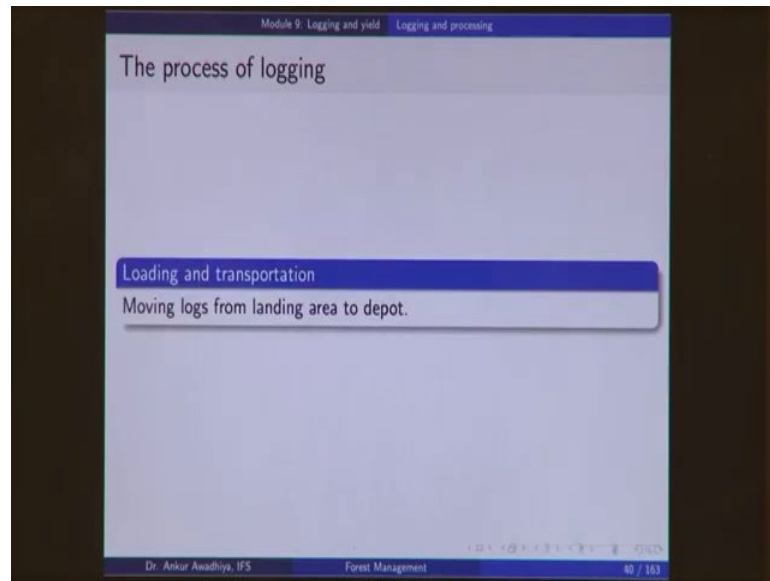 Module 9: Logging and yield Logging and processing
The process of logging
Loading and transportation
Moving logs from landing area to depot.
Dr. Ankur Awadhiya, IFS Forest Management 40 / 163